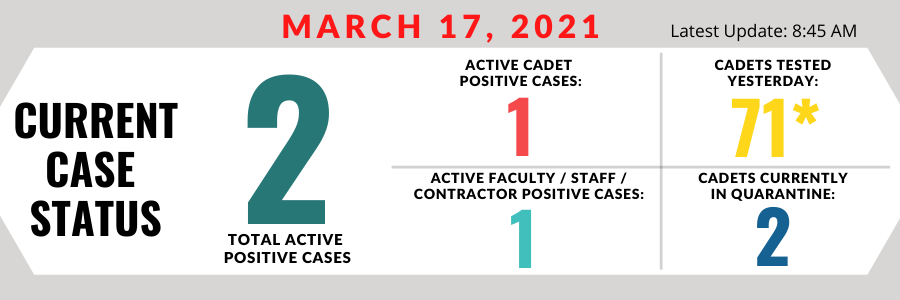 MARCH 17, 2021
Latest Update: 8:45 AM
CURRENT
CASE
STATUS
2
TOTAL ACTIVE
POSITIVE CASES
ACTIVE CADET
POSITIVE CASES:
1
CADETS TESTED
YESTERDAY:
71*
ACTIVE FACULTY / STAFF /
CONTRACTOR POSITIVE CASES:
1
CADETS CURRENTLY
IN QUARANTINE:
2